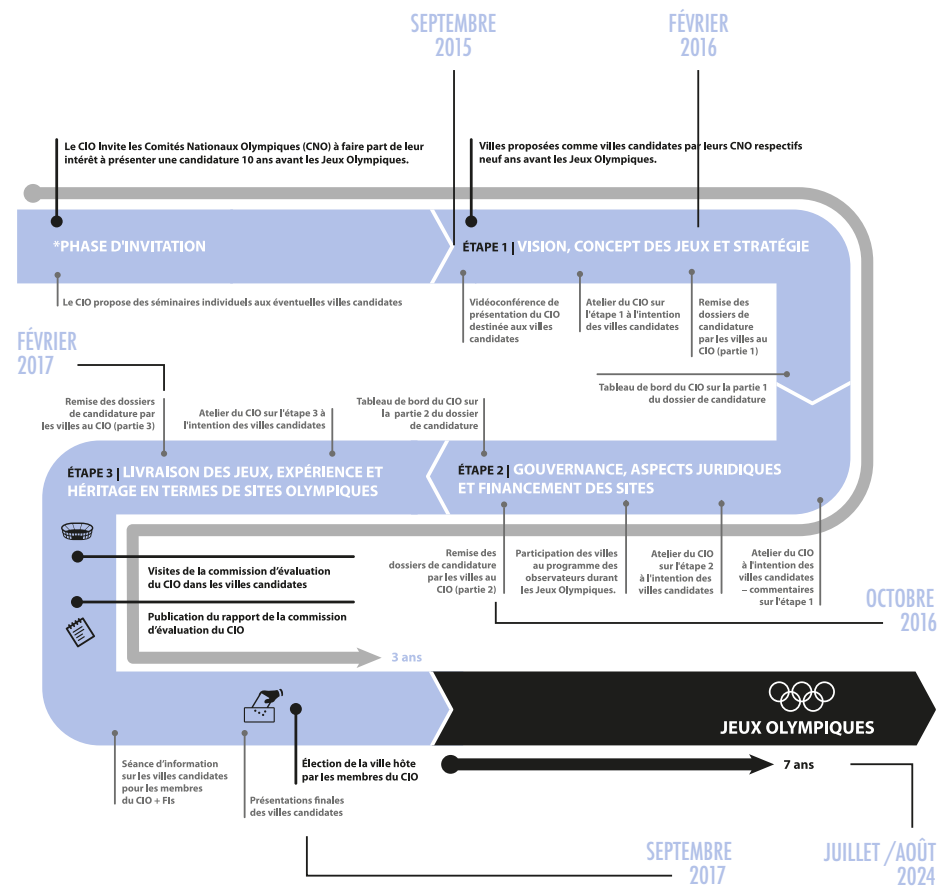 SEPTEMBRE
2015
FÉVRIER
2016
Le CIO Invite les Comités Nationaux Olympiques (CNO) à faire part de leur
intérêt à présenter une candidature 10 ans avant les Jeux Olympiques.
Villes proposées comme villes candidates par leurs CNO respectifs
neuf ans avant les Jeux Olympiques.
*PHASE D'INVITATION
ÉTAPE 1 | VISION, CONCEPT DES JEUX ET STRATÉGIE
Le CIO propose des séminaires individuels aux éventuelles villes candidates
Vidéoconférence de
présentation du CIO
destinée aux villes
candidates
Atelier du CIO sur
l'étape 1 à l'intention
des villes candidates
Remise des
dossiers de
candidature
par les villes au
CIO (partie 1)
FÉVRIER
2017
Tableau de bord du CIO sur la partie 1
du dossier de candidature
Remise des dossiers
de candidature par
les villes au CIO (partie 3)
Atelier du CIO sur l'étape 3 à
l'intention des villes candidates
Tableau de bord du CIO sur
la partie 2 du dossier
de candidature
ÉTAPE 3 | LIVRAISON DES JEUX, EXPÉRIENCE ET
HÉRITAGE EN TERMES DE SITES OLYMPIQUES
ÉTAPE 2 | GOUVERNANCE, ASPECTS JURIDIQUES
ET FINANCEMENT DES SITES
Visites de la commission d'évaluation
du CIO dans les villes candidates
Publication du rapport de la commission
d'évaluation du CIO
Remise des
dossiers de candidature
par les villes au
CIO (partie 2)
Participation des villes
au programme des
observateurs durant
les Jeux Olympiques.
Atelier du CIO
sur l'étape 2
à l'intention des
villes candidates
Atelier du CIO
à l'intention des
villes candidates
– commentaires
sur l'étape 1
OCTOBRE
2016
3 ans
JEUX OLYMPIQUES
Séance d'information
sur les villes candidates
pour les membres
du CIO + FIs
Présentations finales
des villes candidates
Élection de la ville hôte
par les membres du CIO
7 ans
SEPTEMBRE
2017
JUILLET / AOÛT
2024